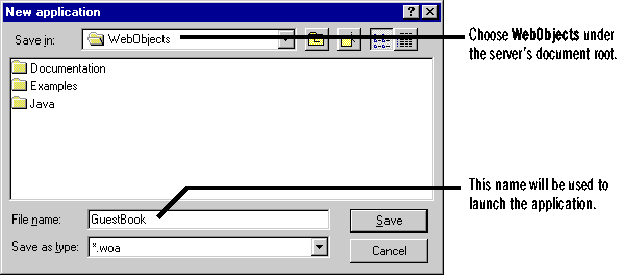 New application
Save in: WebObjects
Documentation
Examples
Java
File name: GuestBook
Save
Save as type: *.woa
Cancel
Choose WebObjects under
the server's document root.
This name will be used to
launch the application.